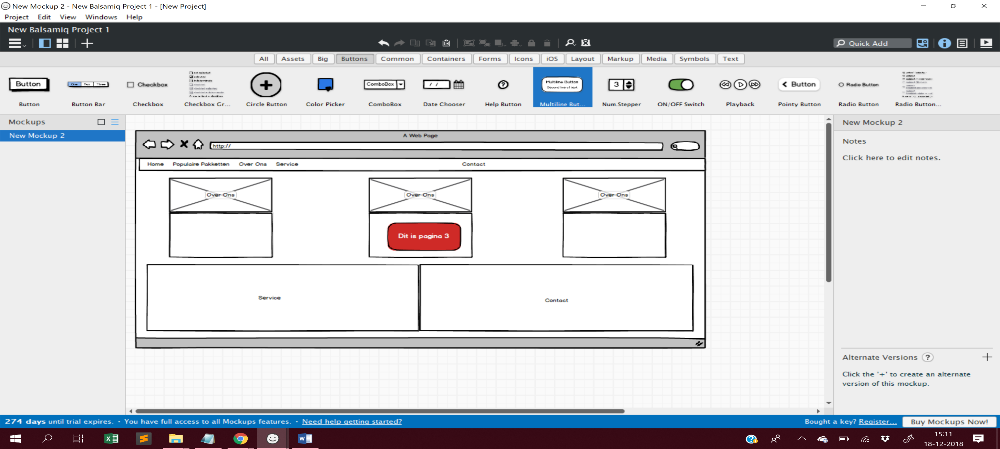 New Mockup 2 - New Balsamiq Project 1 - [New Project]
Project Edit View Windows Help
New Balsamiq Project 1
Quick Add
All Assets Big Buttons Common Containers Forms Icons iOS Layout Markup Media Symbols Text
Button
One Two Three
Checkbox
not selected
selected
indeterminate
disabled
ComboBox
/ /
Multiline Button
Second line of text
3
Button
Radio Button
Button Button Bar Checkbox Checkbox Gr... Circle Button Color Picker ComboBox Date Chooser Help Button Multiline But... Num.Stepper ON/OFF Switch Playback Pointy Button Radio Button Radio Button...
Mockups
New Mockup 2
A Web Page
http://
Home Populaire Pakketten Over Ons Service Contact
Over Ons Over Ons Over Ons
Dit is pagina 3
Service Contact
New Mockup 2
Notes
Click here to edit notes.
Alternate Versions ?
Click the '+' to create an alternate
version of this mockup.
274 days until trial expires. · You have full access to all Mockups features. · Need help getting started?
Bought a key? Register... Buy Mockups Now!
15:11
18-12-2018